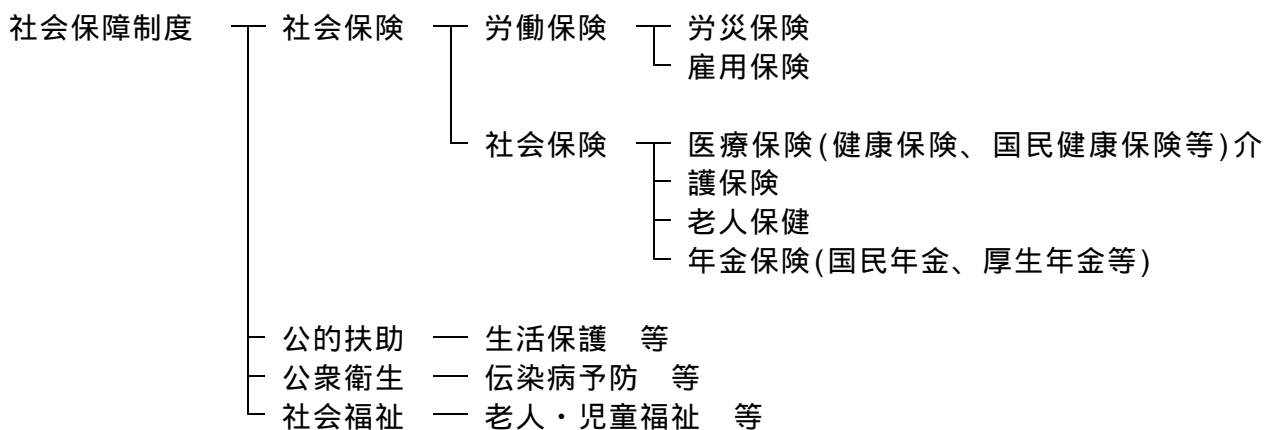 社会保障制度 社会保険 労働保険 労災保険
雇用保険
社会保険 医療保険(健康保険、国民健康保険等)介
護保険
老人保健
年金保険(国民年金、厚生年金等)
公的扶助 生活保護 等
公衆衛生 伝染病予防 等
社会福祉 老人・児童福祉 等